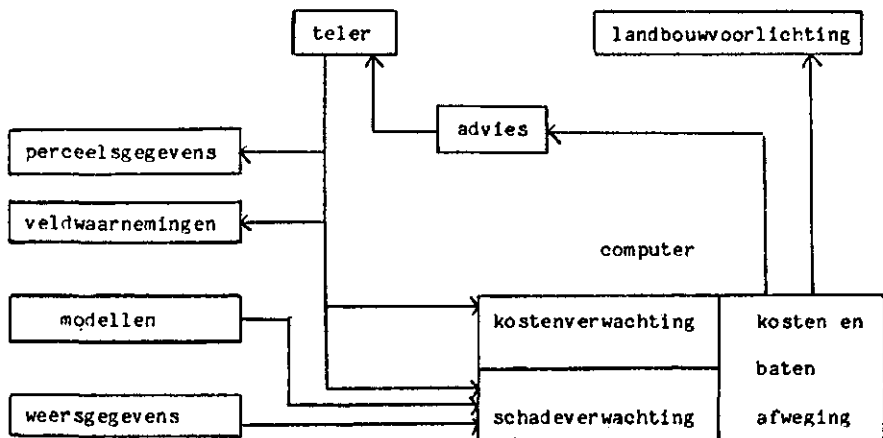 teler
landbouwvoorlichting
advies
perceelsgegevens
veldwaarnemingen
computer
modellen
kostenverwachting
kosten en
baten
afweging
weersgegevens
schadeverwachting